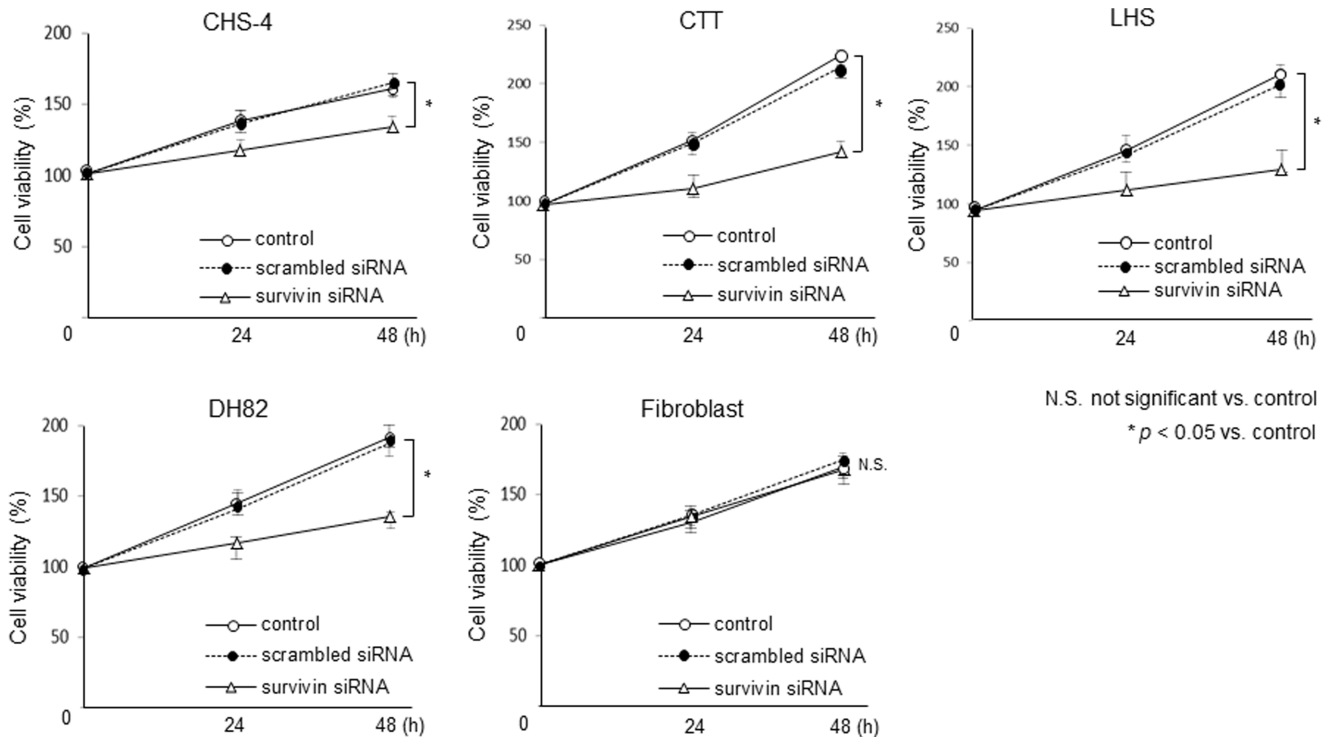 CHS-4
Cell viability (%)
200
150
100
50
0
24
48 (h)
control
scrambled siRNA
survivin siRNA
*
CTT
Cell viability (%)
250
200
150
100
50
0
24
48 (h)
control
scrambled siRNA
survivin siRNA
*
LHS
Cell viability (%)
250
200
150
100
50
0
24
48 (h)
control
scrambled siRNA
survivin siRNA
*
DH82
Cell viability (%)
200
150
100
50
0
24
48 (h)
control
scrambled siRNA
survivin siRNA
*
Fibroblast
Cell viability (%)
200
150
100
50
0
24
48 (h)
control
scrambled siRNA
survivin siRNA
N.S.
N.S. not significant vs. control
* p < 0.05 vs. control